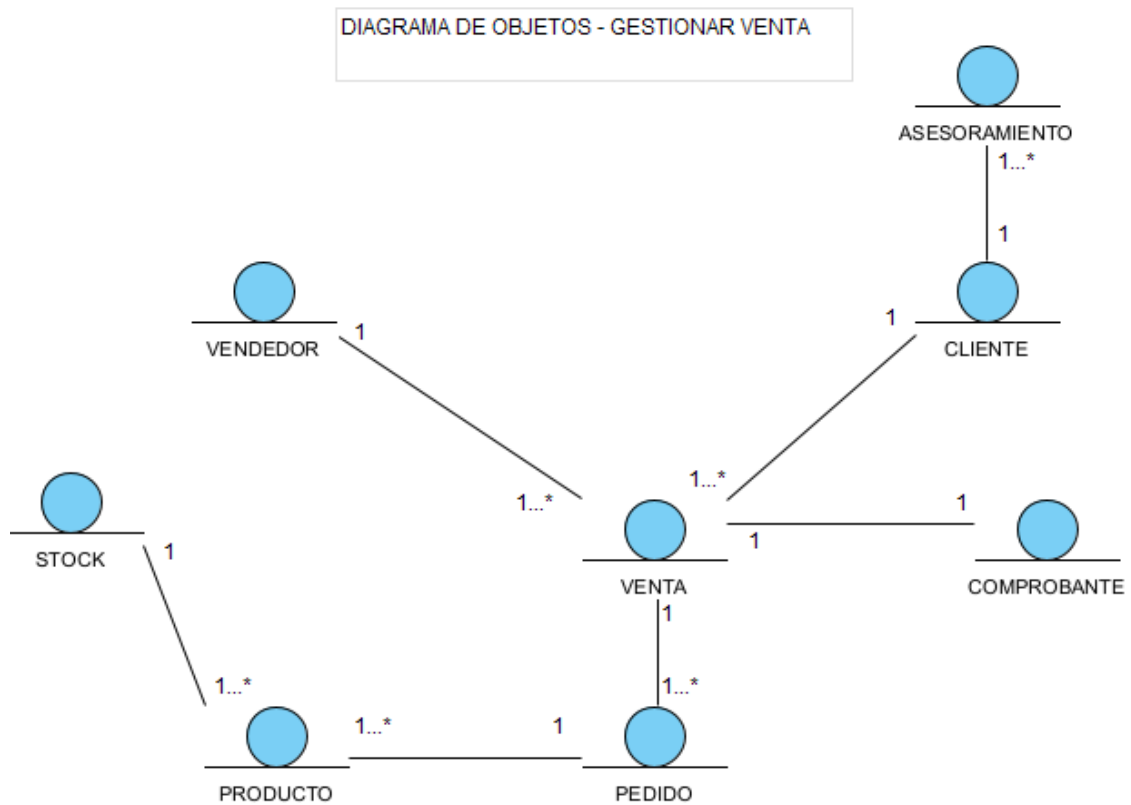 DIAGRAMA DE OBJETOS - GESTIONAR VENTA
ASESORAMIENTO
1...*
1
CLIENTE
1
VENDEDOR
1
1...*
1...*
STOCK
1
VENTA
1
1
COMPROBANTE
1
1...*
PEDIDO
1
1...*
PRODUCTO
1...*